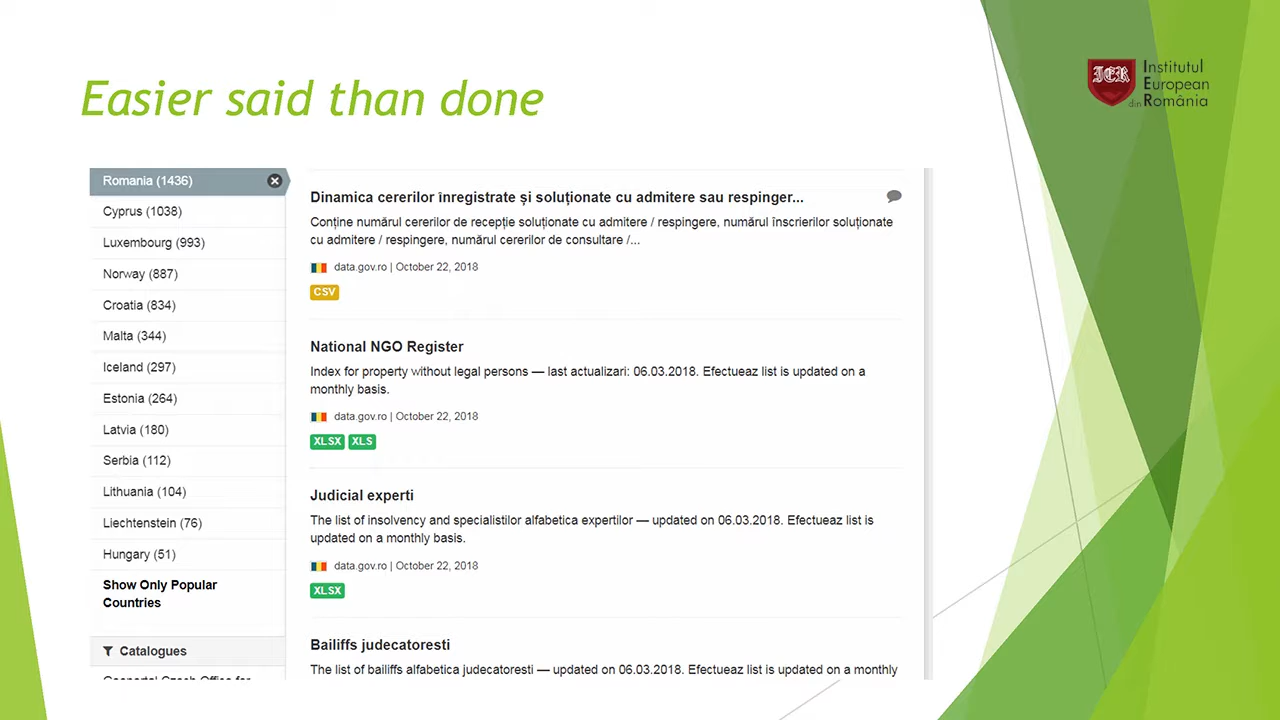 Easier said than done
IER
Institutul
European
din România
Romania (1436)
Cyprus (1038)
Luxembourg (993)
Norway (887)
Croatia (834)
Malta (344)
Iceland (297)
Estonia (264)
Latvia (180)
Serbia (112)
Lithuania (104)
Liechtenstein (76)
Hungary (51)
Show Only Popular
Countries
Catalogues
Dinamica cererilor înregistrate și soluționate cu admitere sau respinger...
Conține numărul cererilor de recepție soluționate cu admitere / respingere, numărul înscrierilor soluționate
cu admitere / respingere, numărul cererilor de consultare /...
data.gov.ro | October 22, 2018
CSV
National NGO Register
Index for property without legal persons — last actualizari: 06.03.2018. Efectueaz list is updated on a
monthly basis.
data.gov.ro | October 22, 2018
XLSX XLS
Judicial experti
The list of insolvency and specialistilor alfabetica expertilor — updated on 06.03.2018. Efectueaz list is
updated on a monthly basis.
data.gov.ro | October 22, 2018
XLSX
Bailiffs judecatoresti
The list of bailiffs alfabetica judecatoresti — updated on 06.03.2018. Efectueaz list is updated on a monthly